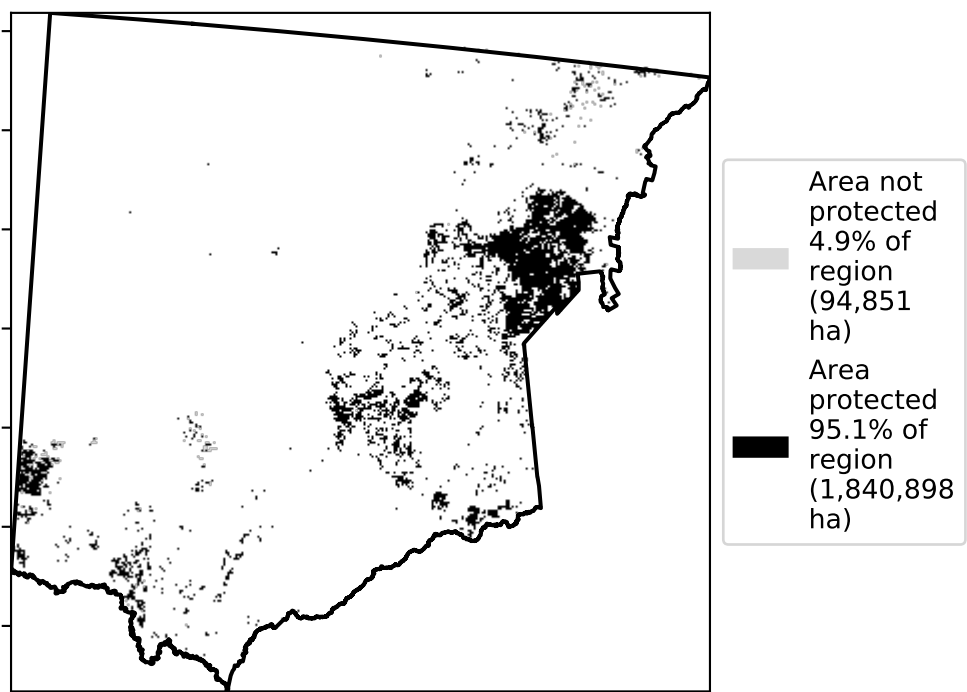 Area not
protected
4.9% of
region
(94,851
ha)
Area
protected
95.1% of
region
(1,840,898
ha)